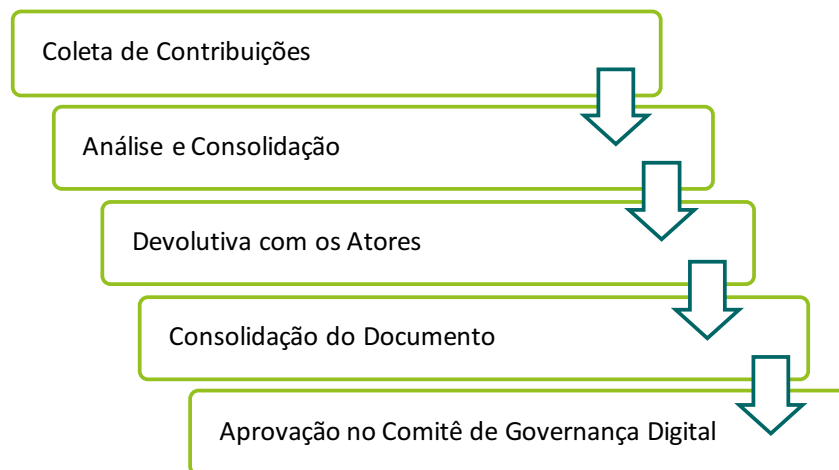 Coleta de Contribuições
Análise e Consolidação
Devolutiva com os Atores
Consolidação do Documento
Aprovação no Comitê de Governança Digital